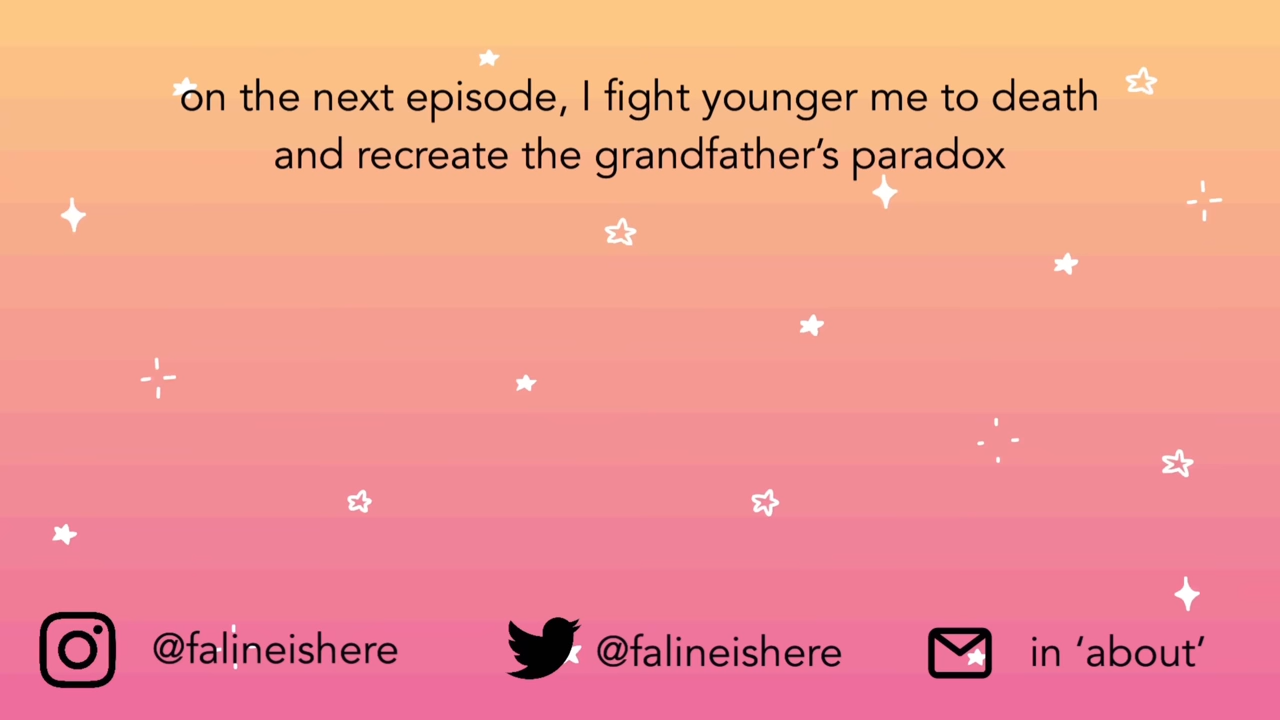 on the next episode, I fight younger me to death
and recreate the grandfather’s paradox
@falineishere @falineishere in ‘about’